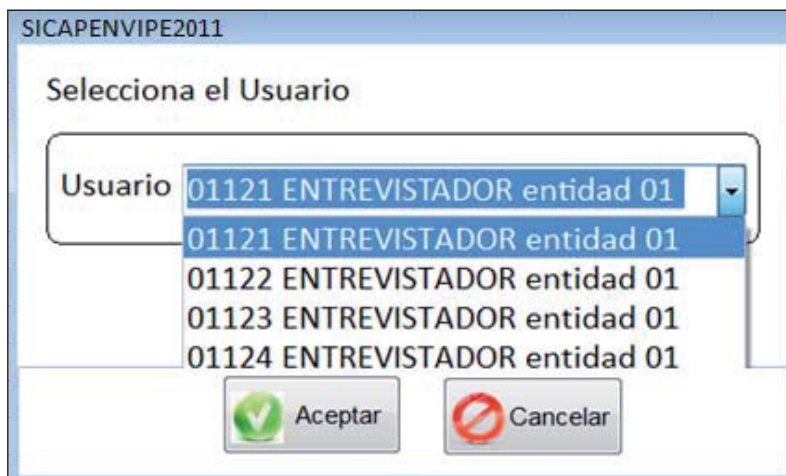 SICAPENVIPE2011
Selecciona el Usuario
Usuario 01121 ENTREVISTADOR entidad 01
01121 ENTREVISTADOR entidad 01
01122 ENTREVISTADOR entidad 01
01123 ENTREVISTADOR entidad 01
01124 ENTREVISTADOR entidad 01
Aceptar Cancelar